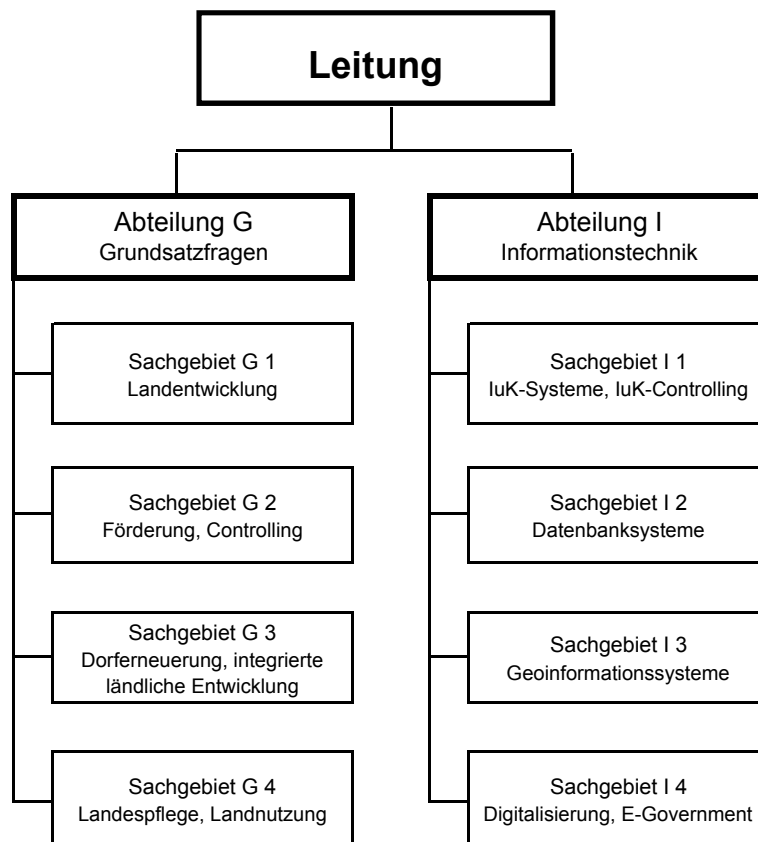 Leitung
Abteilung G
Grundsatzfragen
Abteilung I
Informationstechnik
Sachgebiet G 1
Landentwicklung
Sachgebiet I 1
IuK-Systeme, IuK-Controlling
Sachgebiet G 2
Förderung, Controlling
Sachgebiet I 2
Datenbanksysteme
Sachgebiet G 3
Dorferneuerung, integrierte
ländliche Entwicklung
Sachgebiet I 3
Geoinformationssysteme
Sachgebiet G 4
Landespflege, Landnutzung
Sachgebiet I 4
Digitalisierung, E-Government